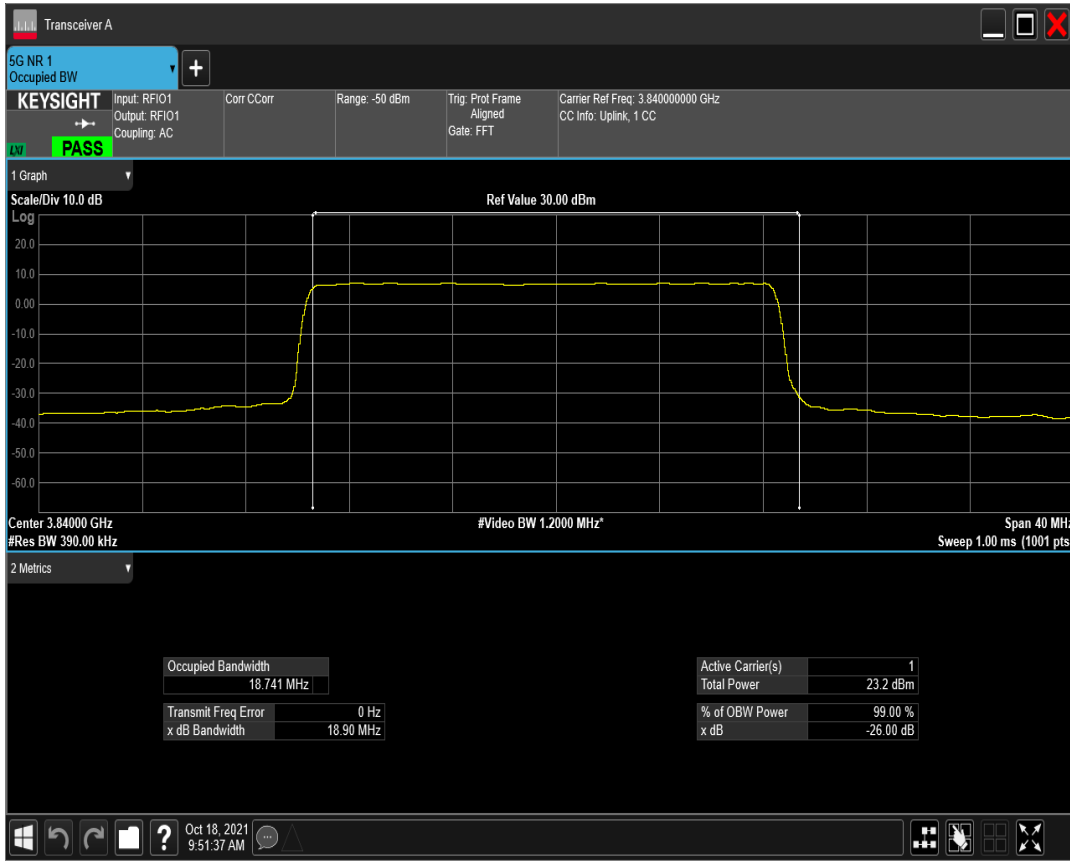 Transceiver A
5G NR 1
Occupied BW
+
KEYSIGHT
Input: RFIO1
Output: RFIO1
Coupling: AC
Corr CCorr
Range: -50 dBm
Trig: Prot Frame
Aligned
Gate: FFT
Carrier Ref Freq: 3.840000000 GHz
CC Info: Uplink, 1 CC
LXI
PASS
1 Graph
Scale/Div 10.0 dB
Ref Value 30.00 dBm
Log
20.0
10.0
0.00
-10.0
-20.0
-30.0
-40.0
-50.0
-60.0
Center 3.84000 GHz
#Video BW 1.2000 MHz*
Span 40 MHz
#Res BW 390.00 kHz
Sweep 1.00 ms (1001 pts
2 Metrics
Occupied Bandwidth
18.741 MHz
Transmit Freq Error 0 Hz
x dB Bandwidth 18.90 MHz
Active Carrier(s) 1
Total Power 23.2 dBm
% of OBW Power 99.00 %
x dB -26.00 dB
?
Oct 18, 2021
9:51:37 AM